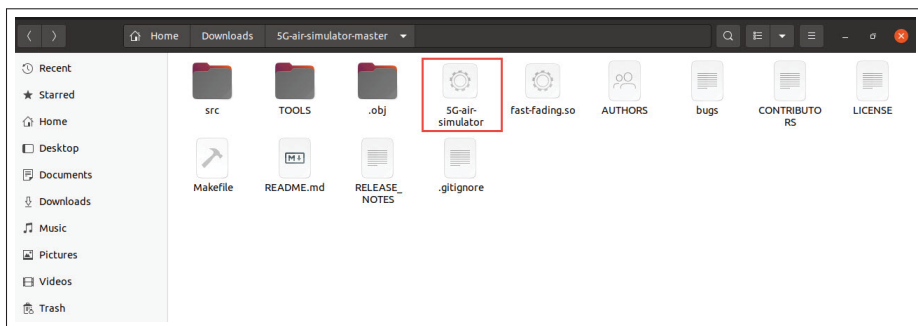 Home Downloads 5G-air-simulator-master
Recent
Starred
Home
Desktop
Documents
Downloads
Music
Pictures
Videos
Trash
src TOOLS .obj 5G-air- fast-fading.so AUTHORS bugs CONTRIBUTO LICENSE
simulator RS
Makefile README.md RELEASE_ .gitignore
NOTES